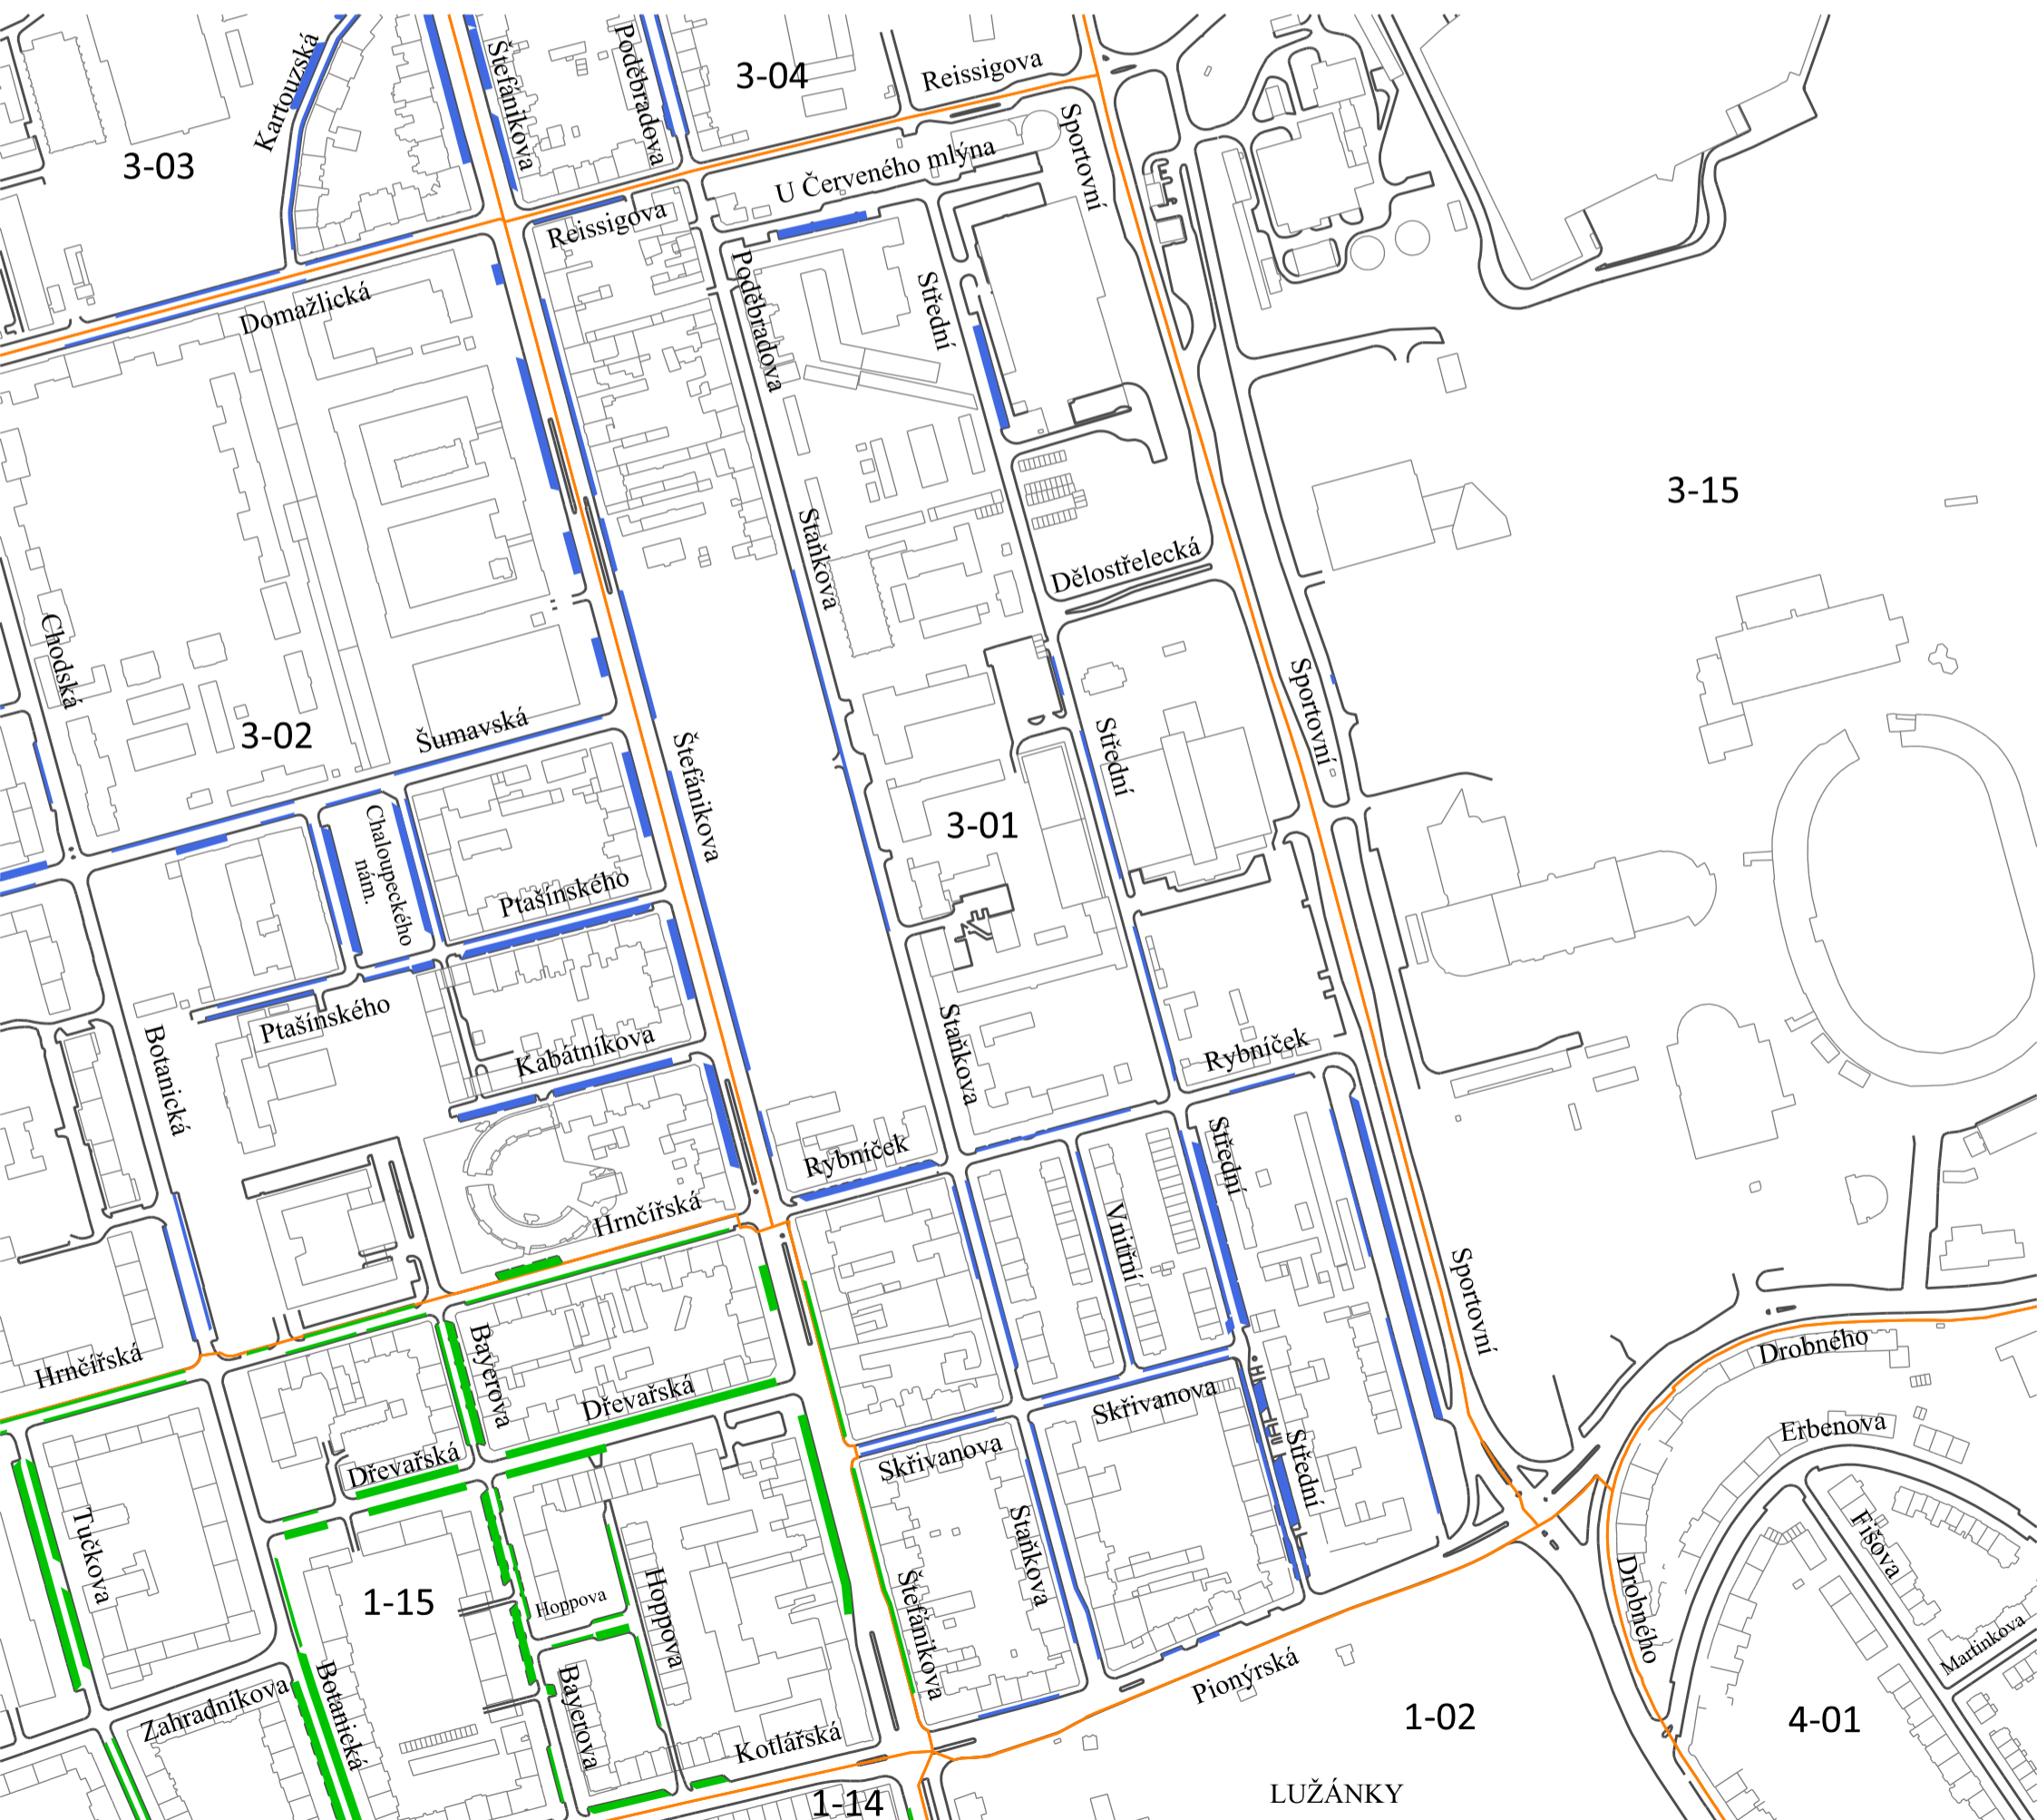 Kartouzská
Štefánikova
Poděbradova
3-04
Reissigova
3-03
Sportovní
U Červeného mlýna
Reissigova
Domažlická
Poděbradova
Střední
3-15
Staňkova
Dělostřelecká
Chodská
3-02
Šumavská
Štefánikova
Střední
Sportovní
3-01
Chaloupeckého
nám.
Ptašínského
Ptašínského
Botanická
Kabátníkova
Staňkova
Rybníček
Rybníček
Střední
Hrnčířská
Vnitřní
Sportovní
Hrnčířská
Bayerova
Dřevařská
Drobného
Skřivanova
Erbenova
Dřevařská
Skřivanova
Střední
Tučkova
Staňkova
Fišova
1-15
Hoppova
Hoppova
Štefánikova
Drobného
Martinkova
Zahradníkova
Botanická
Bayerova
Pionýrská
Kotlářská
1-02
4-01
1-14
LUŽÁNKY